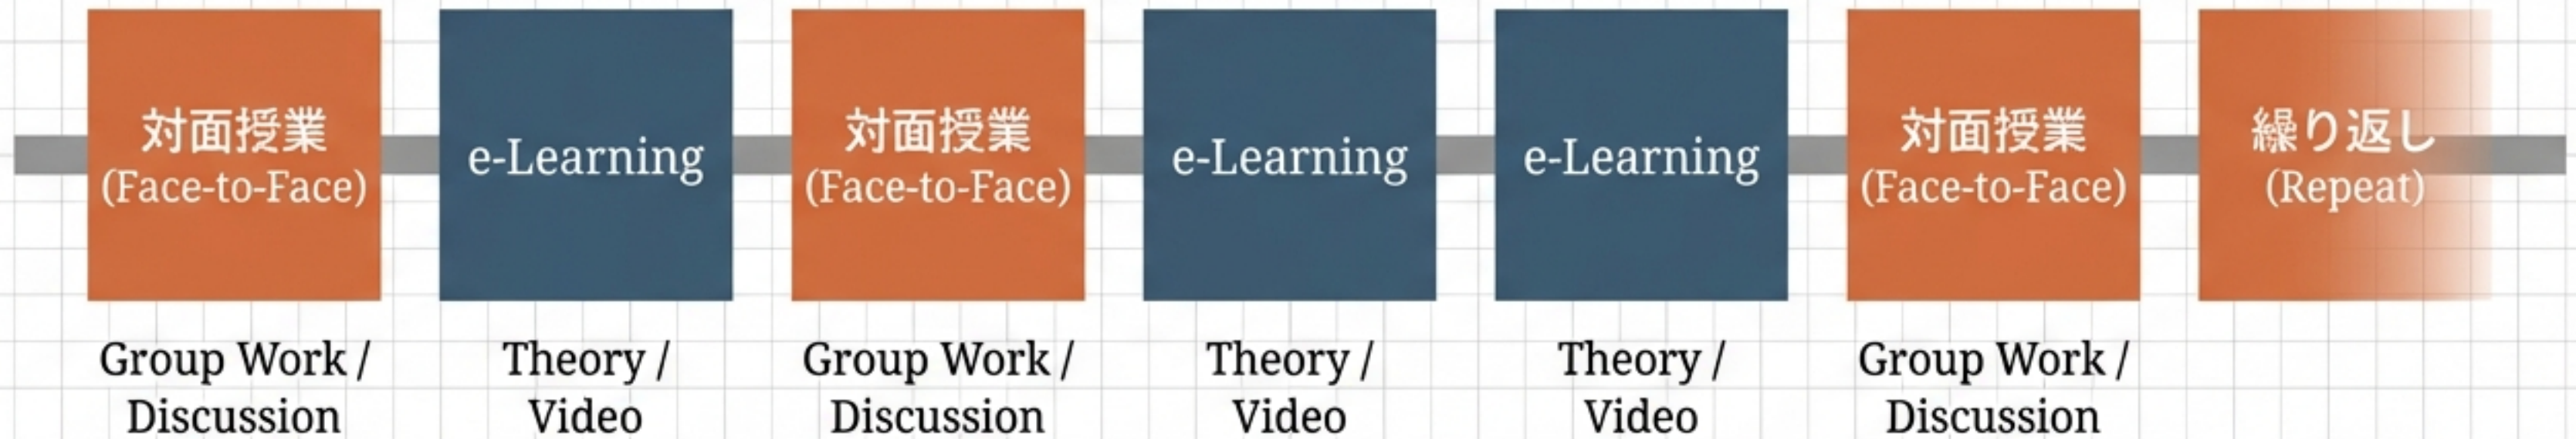 対面授業
(Face-to-Face)
Group Work /
Discussion
e-Learning
Theory /
Video
対面授業
(Face-to-Face)
Group Work /
Discussion
e-Learning
Theory /
Video
e-Learning
Theory /
Video
対面授業
(Face-to-Face)
Group Work /
Discussion
繰り返し
(Repeat)